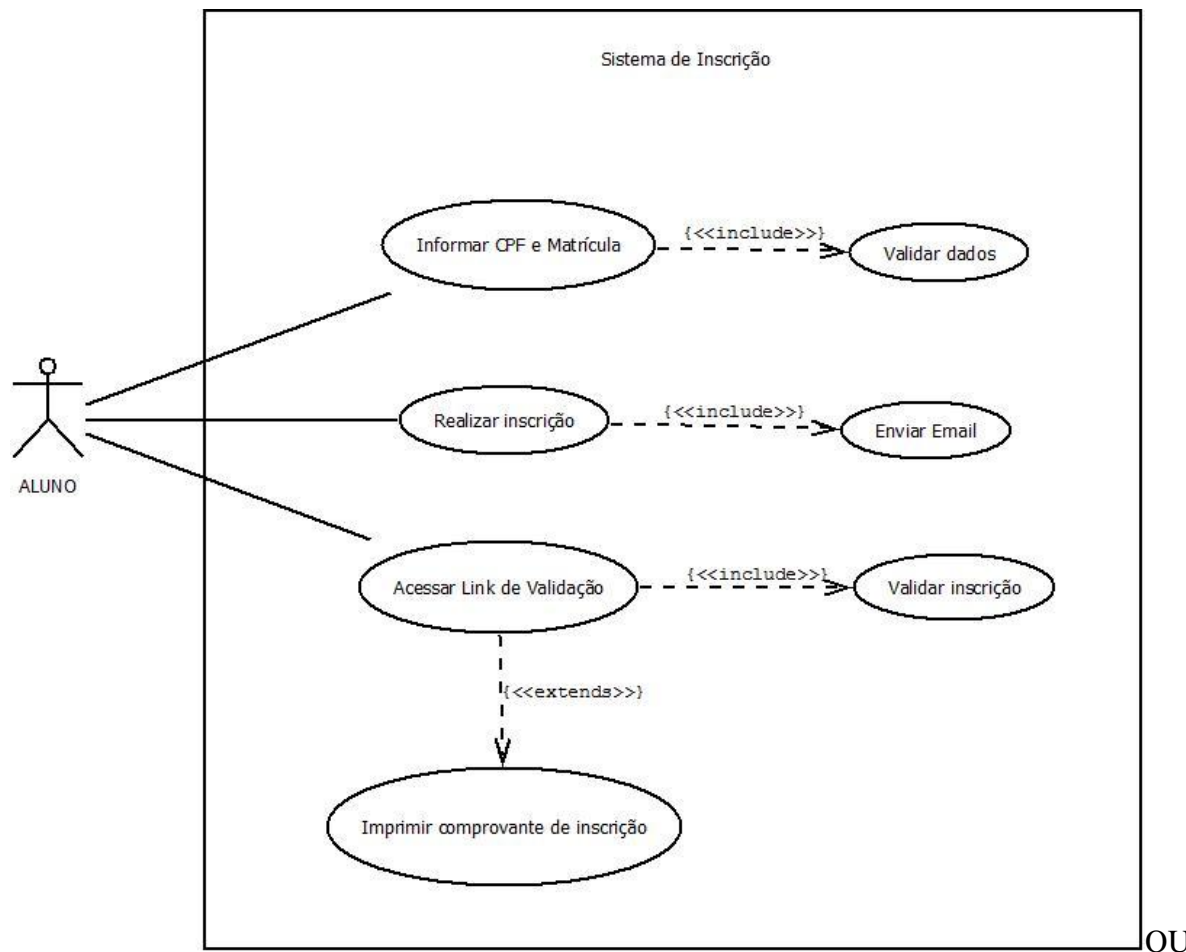 Sistema de Inscrição
Informar CPF e Matrícula
{<<include>>}
Validar dados
Realizar inscrição
{<<include>>}
Enviar Email
ALUNO
Acessar Link de Validação
{<<include>>}
Validar inscrição
{<<extends>>}
Imprimir comprovante de inscrição
OU